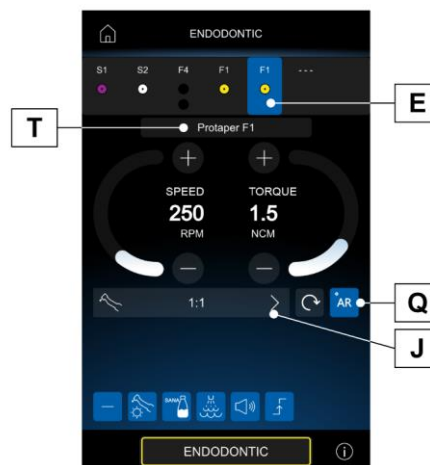 ENDODONTIC
S1 S2 F4 F1 F1 ---
E
T
Protaper F1
SPEED TORQUE
250 1.5
RPM NCM
1:1
AR
Q
J
SANA
ENDODONTIC
i